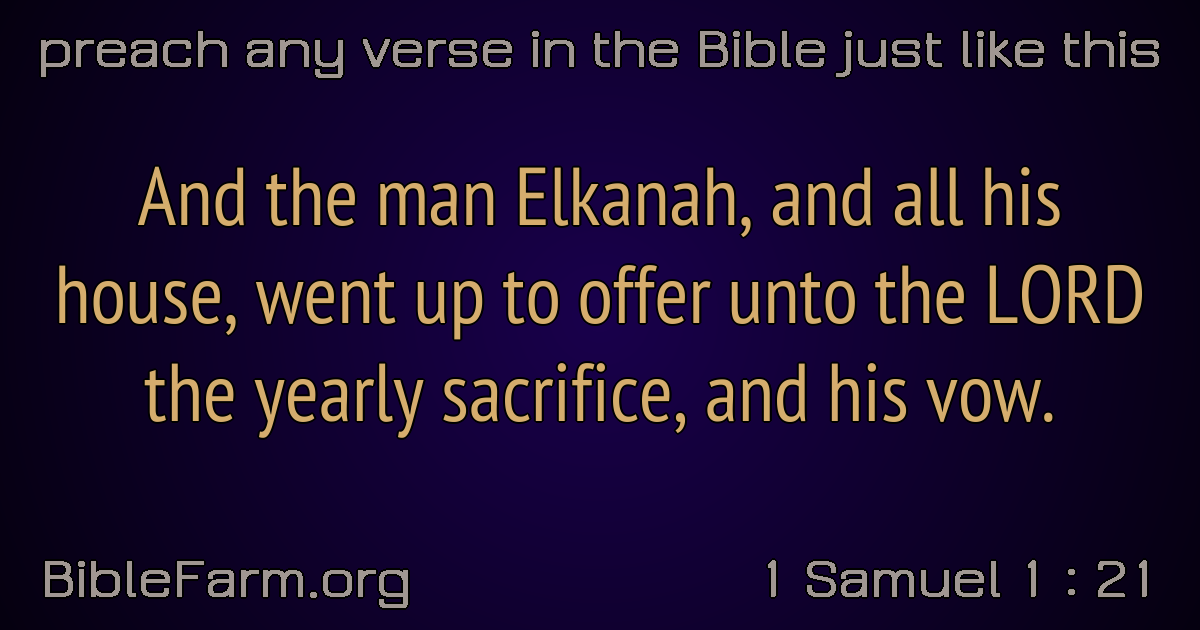 preach any verse in the Bible just like this
And the man Elkanah, and all his
house, went up to offer unto the LORD
the yearly sacrifice, and his vow.
BibleFarm.org
1 Samuel 1 : 21